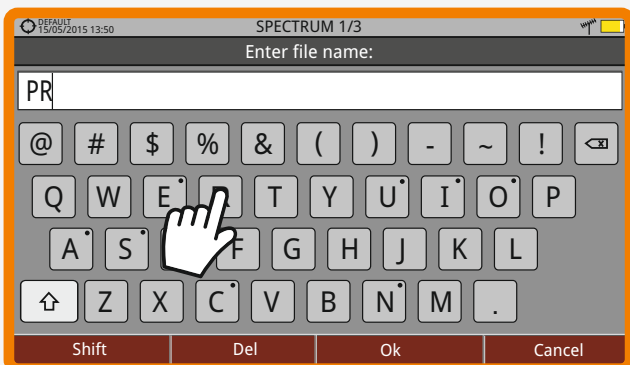 DEFAULT
15/05/2015 13:50 SPECTRUM 1/3
Enter file name:
PR
@ # $ % & ( ) - ~ !
Q W E R T Y U I O P
A S F G H J K L
Z X C V B N M .
Shift Del Ok Cancel